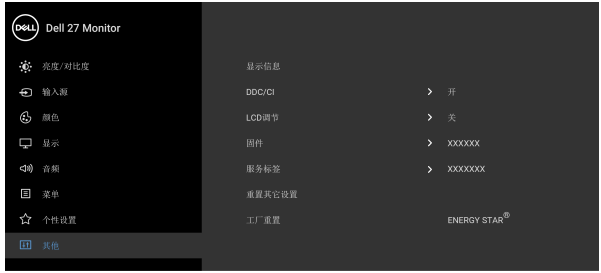 DELL Dell 27 Monitor
亮度/对比度
输入源
颜色
显示
音频
菜单
个性设置
其他
显示信息
DDC/CI 开
LCD调节 关
固件 XXXXXX
服务标签 XXXXXXX
重置其它设置
工厂重置 ENERGY STAR®